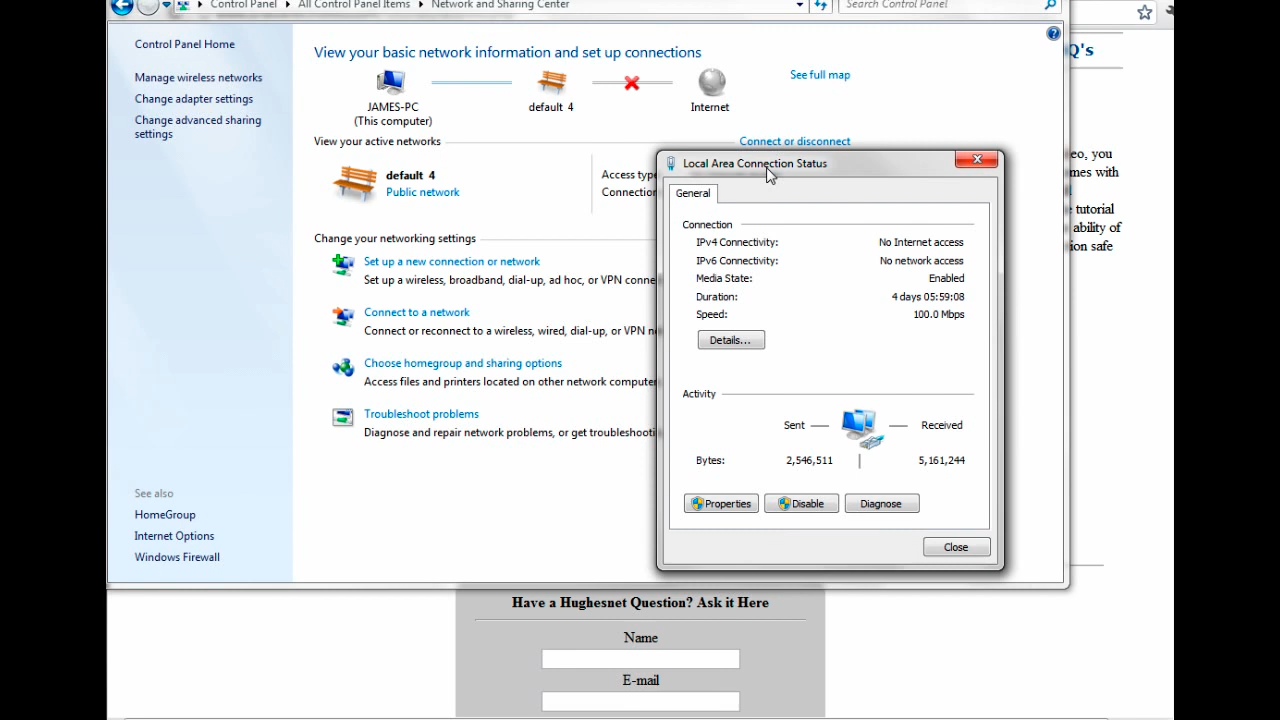 Control Panel
All Control Panel Items
Network and Sharing Center
Search Control Panel
Control Panel Home
Manage wireless networks
Change adapter settings
Change advanced sharing
settings
See also
HomeGroup
Internet Options
Windows Firewall
View your basic network information and set up connections
See full map
JAMES-PC
(This computer)
default 4
Internet
View your active networks
Connect or disconnect
default 4
Public network
Access type
Connection
Change your networking settings
Set up a new connection or network
Set up a wireless, broadband, dial-up, ad hoc, or VPN conne
Connect to a network
Connect or reconnect to a wireless, wired, dial-up, or VPN n
Choose homegroup and sharing options
Access files and printers located on other network computer
Troubleshoot problems
Diagnose and repair network problems, or get troubleshooti
Local Area Connection Status
General
Connection
IPv4 Connectivity: No Internet access
IPv6 Connectivity: No network access
Media State: Enabled
Duration: 4 days 05:59:08
Speed: 100.0 Mbps
Details...
Activity
Sent Received
Bytes: 2,546,511 5,161,244
Properties Disable Diagnose
Close
Q's
eo, you
mes with
tutorial
ability of
ion safe
Have a Hughesnet Question? Ask it Here
Name
E-mail